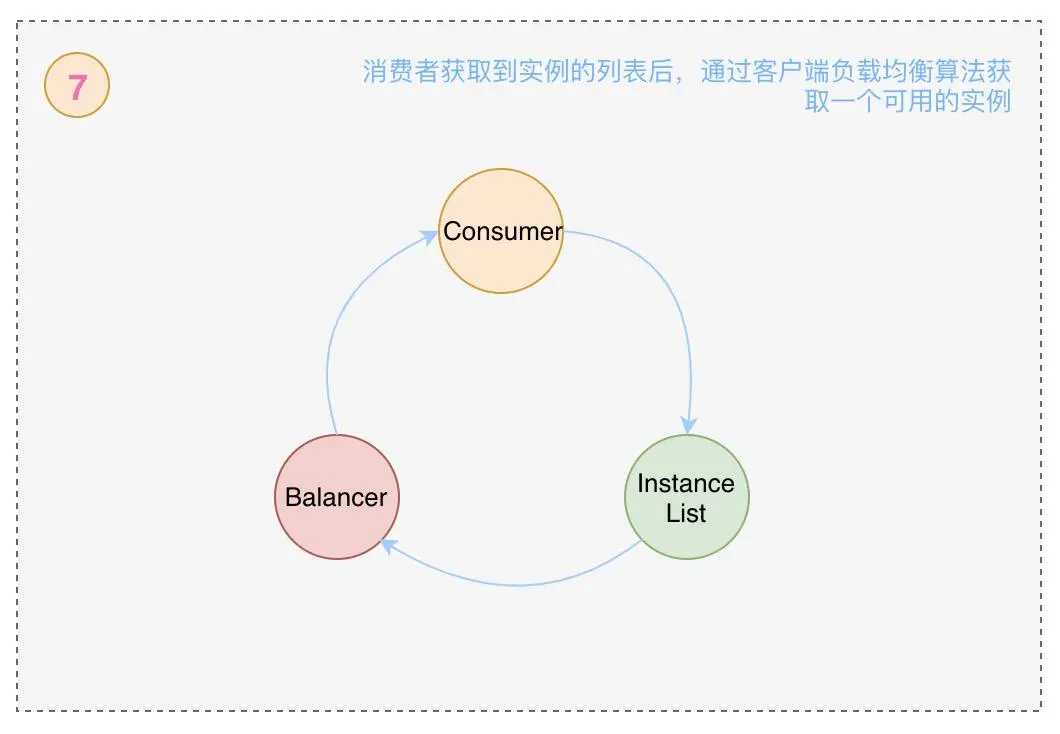 7
消费者获取到实例的列表后，通过客户端负载均衡算法获
取一个可用的实例
Consumer
Balancer
Instance
List